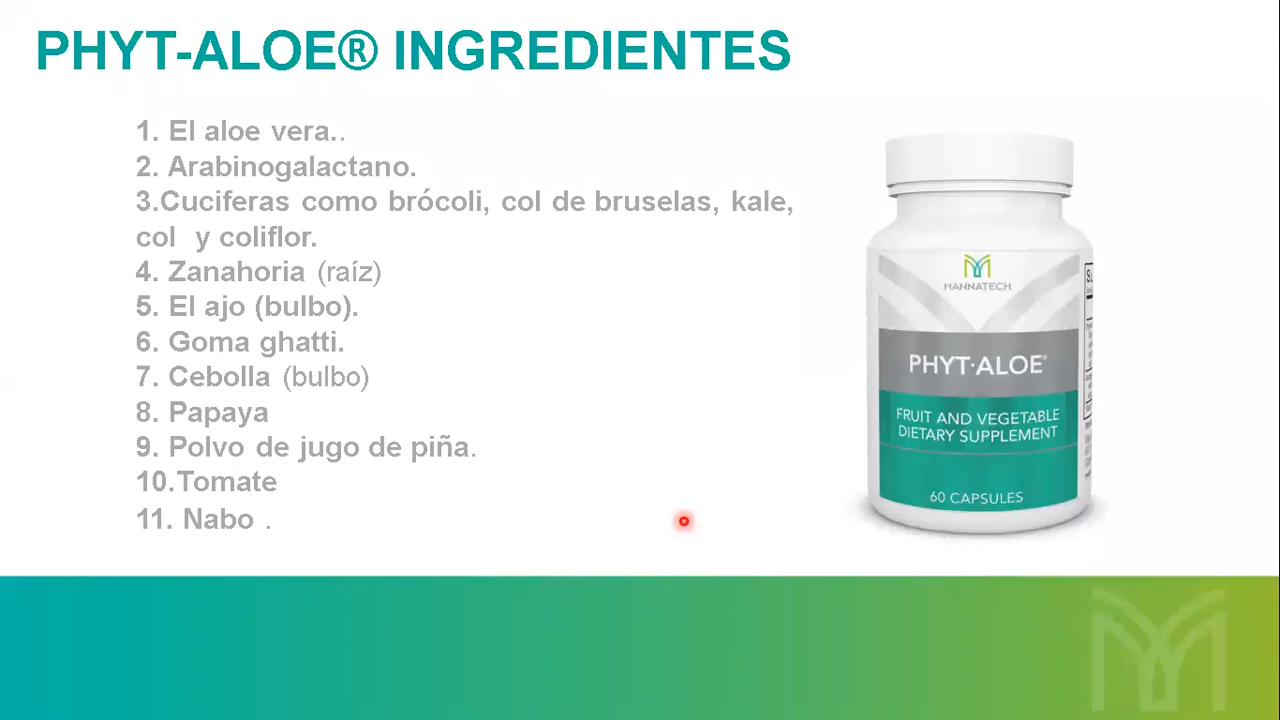 PHYT-ALOE® INGREDIENTES
1. El aloe vera..
2. Arabinogalactano.
3.Cuciferas como brócoli, col de bruselas, kale,
col y coliflor.
4. Zanahoria (raíz)
5. El ajo (bulbo).
6. Goma ghatti.
7. Cebolla (bulbo)
8. Papaya
9. Polvo de jugo de piña.
10.Tomate
11. Nabo .
MANNATECH
PHYT·ALOE®
FRUIT AND VEGETABLE
DIETARY SUPPLEMENT
60 CAPSULES